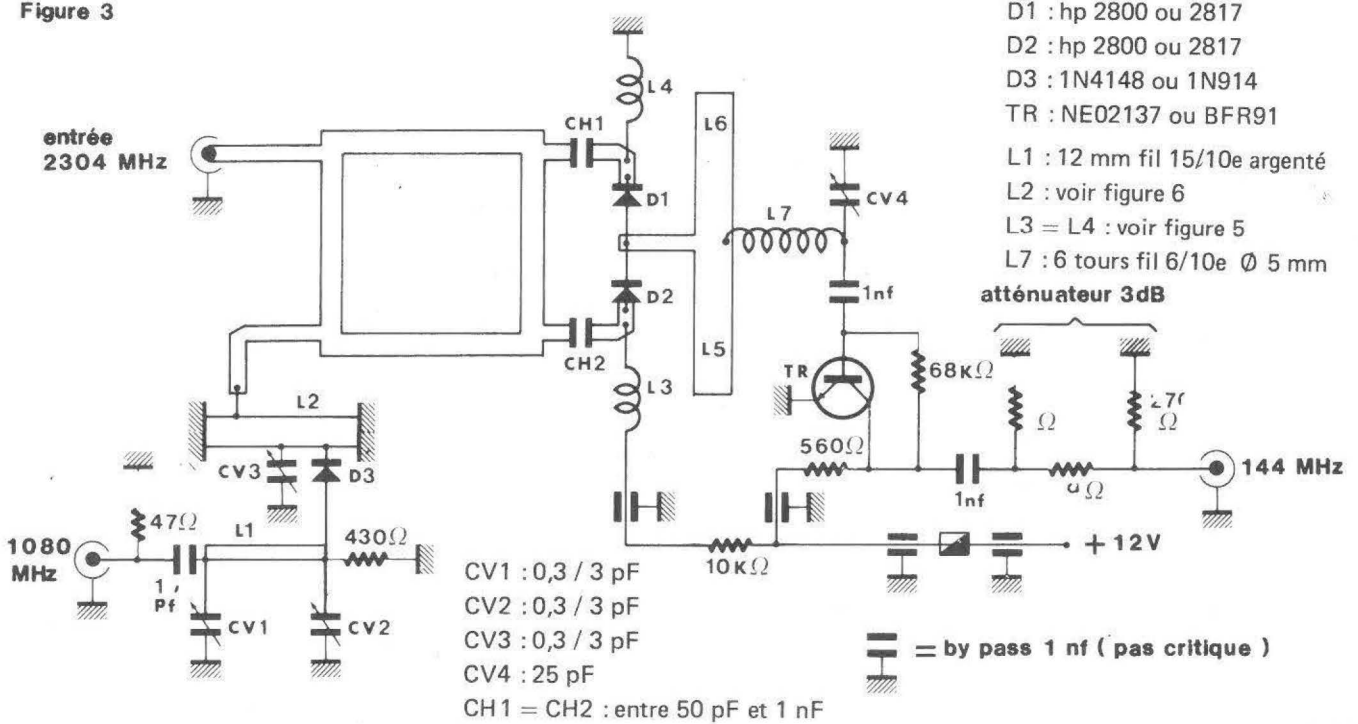 Figure 3
D1 : hp 2800 ou 2817
D2 : hp 2800 ou 2817
D3 : 1N4148 ou 1N914
TR : NE02137 ou BFR91
L1 : 12 mm fil 15/10e argenté
L2 : voir figure 6
L3 = L4 : voir figure 5
L7 : 6 tours fil 6/10e Ø 5 mm
entrée
2304 MHz
L4
CH1
L6
D1
L7
CV4
D2
1nf
atténuateur 3dB
CH2
L5
L3
TR
68KΩ
Ω
Ω
L2
CV3
D3
560Ω
1nf
Ω
144 MHz
47Ω
L1
430Ω
1080
MHz
1
Pf
CV1
CV2
10KΩ
+ 12V
CV1 : 0,3 / 3 pF
CV2 : 0,3 / 3 pF
CV3 : 0,3 / 3 pF
CV4 : 25 pF
CH1 = CH2 : entre 50 pF et 1 nF
= by pass 1 nf ( pas critique )